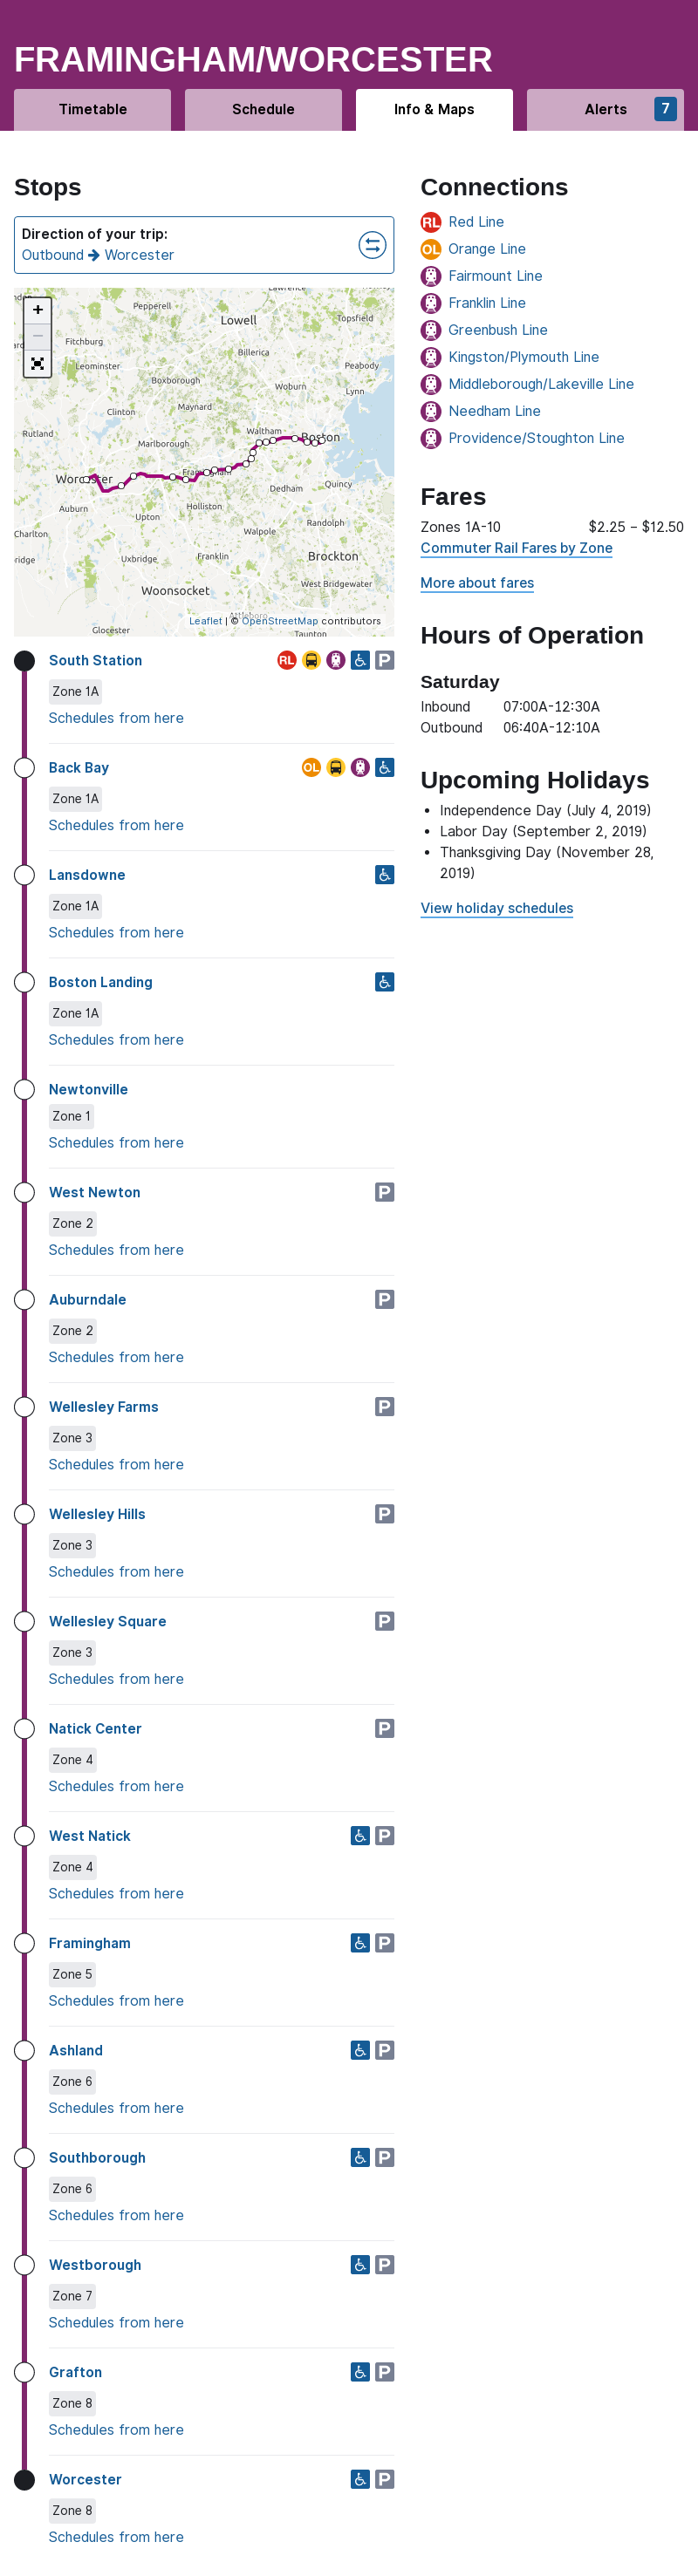 FRAMINGHAM/WORCESTER
Timetable
Schedule
Info & Maps
Alerts
7
Stops
Direction of your trip:
Outbound → Worcester
+
−
Pepperell
Lowell
Topsfield
Fitchburg
Billerica
Leominster
Peabody
Boxborough
Woburn
Lynn
Clinton
Maynard
Waltham
Rutland
Marlborough
Boston
Worcester
Framingham
Dedham
Quincy
Auburn
Holliston
Upton
Randolph
Charlton
Walpole
Uxbridge
Franklin
Brockton
Woonsocket
West Bridgewater
Attleboro
Leaflet | © OpenStreetMap contributors
Glocester
Taunton
South Station
RL
P
Zone 1A
Schedules from here
Back Bay
OL
Zone 1A
Schedules from here
Lansdowne
Zone 1A
Schedules from here
Boston Landing
Zone 1A
Schedules from here
Newtonville
Zone 1
Schedules from here
West Newton
P
Zone 2
Schedules from here
Auburndale
P
Zone 2
Schedules from here
Wellesley Farms
P
Zone 3
Schedules from here
Wellesley Hills
P
Zone 3
Schedules from here
Wellesley Square
P
Zone 3
Schedules from here
Natick Center
P
Zone 4
Schedules from here
West Natick
P
Zone 4
Schedules from here
Framingham
P
Zone 5
Schedules from here
Ashland
P
Zone 6
Schedules from here
Southborough
P
Zone 6
Schedules from here
Westborough
P
Zone 7
Schedules from here
Grafton
P
Zone 8
Schedules from here
Worcester
P
Zone 8
Schedules from here
Connections
RL Red Line
OL Orange Line
Fairmount Line
Franklin Line
Greenbush Line
Kingston/Plymouth Line
Middleborough/Lakeville Line
Needham Line
Providence/Stoughton Line
Fares
Zones 1A-10 $2.25 – $12.50
Commuter Rail Fares by Zone
More about fares
Hours of Operation
Saturday
Inbound 07:00A-12:30A
Outbound 06:40A-12:10A
Upcoming Holidays
• Independence Day (July 4, 2019)
• Labor Day (September 2, 2019)
• Thanksgiving Day (November 28,
2019)
View holiday schedules